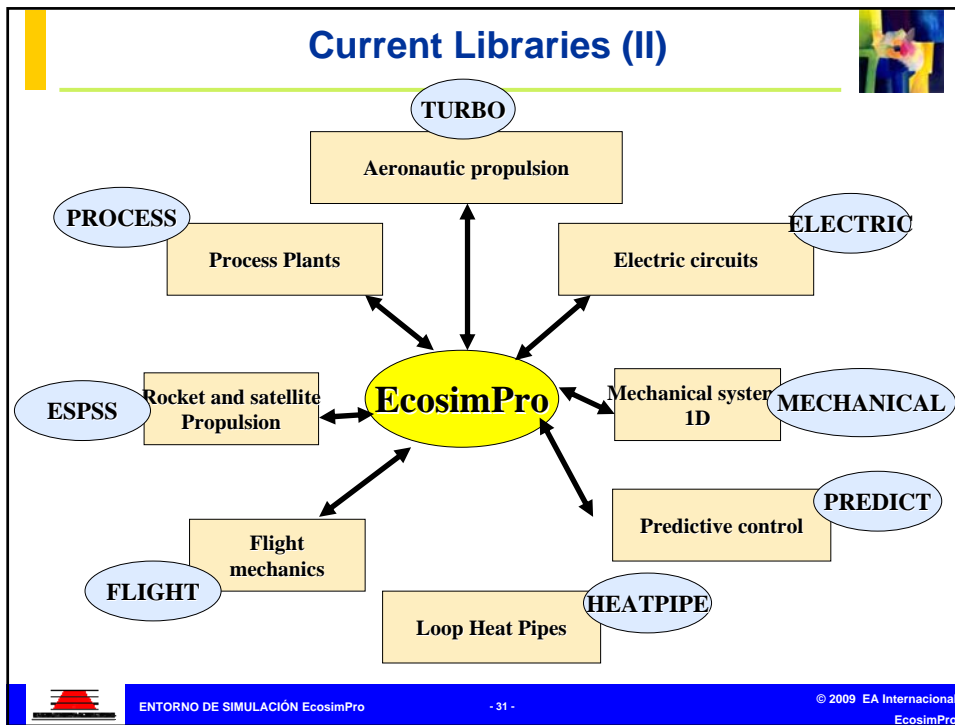 Current Libraries (II)
TURBO
Aeronautic propulsion
PROCESS
Process Plants
ELECTRIC
Electric circuits
ESPSS
Rocket and satellite
Propulsion
EcosimPro
Mechanical system
1D
MECHANICAL
PREDICT
Predictive control
Flight
mechanics
FLIGHT
HEATPIPE
Loop Heat Pipes
ENTORNO DE SIMULACIÓN EcosimPro
- 31 -
© 2009 EA Internacional
EcosimPro